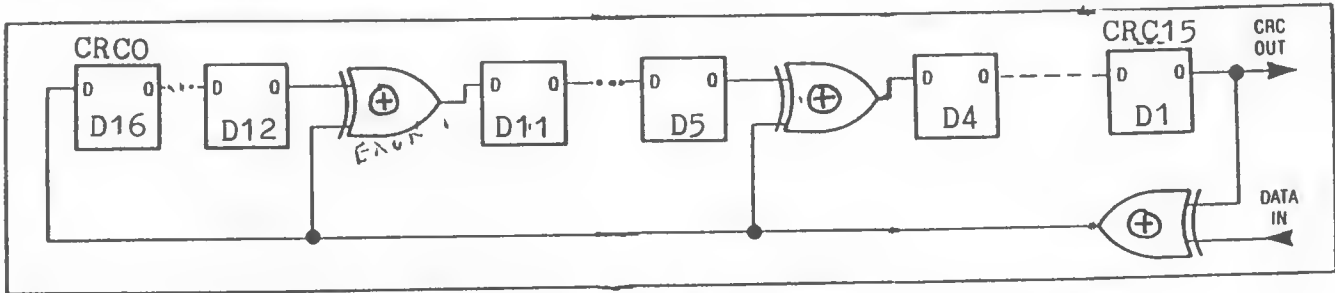 CRC0
CRC15
CRC
OUT
D Q
D16
D Q
D12
D Q
D11
D Q
D5
D Q
D4
D Q
D1
DATA
IN